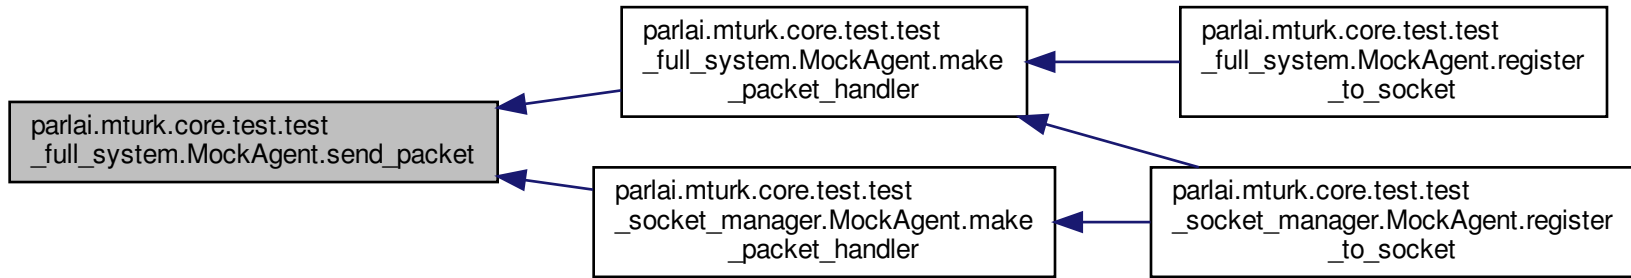 parlai.mturk.core.test.test
_full_system.MockAgent.send_packet
parlai.mturk.core.test.test
_full_system.MockAgent.make
_packet_handler
parlai.mturk.core.test.test
_full_system.MockAgent.register
_to_socket
parlai.mturk.core.test.test
_socket_manager.MockAgent.make
_packet_handler
parlai.mturk.core.test.test
_socket_manager.MockAgent.register
_to_socket